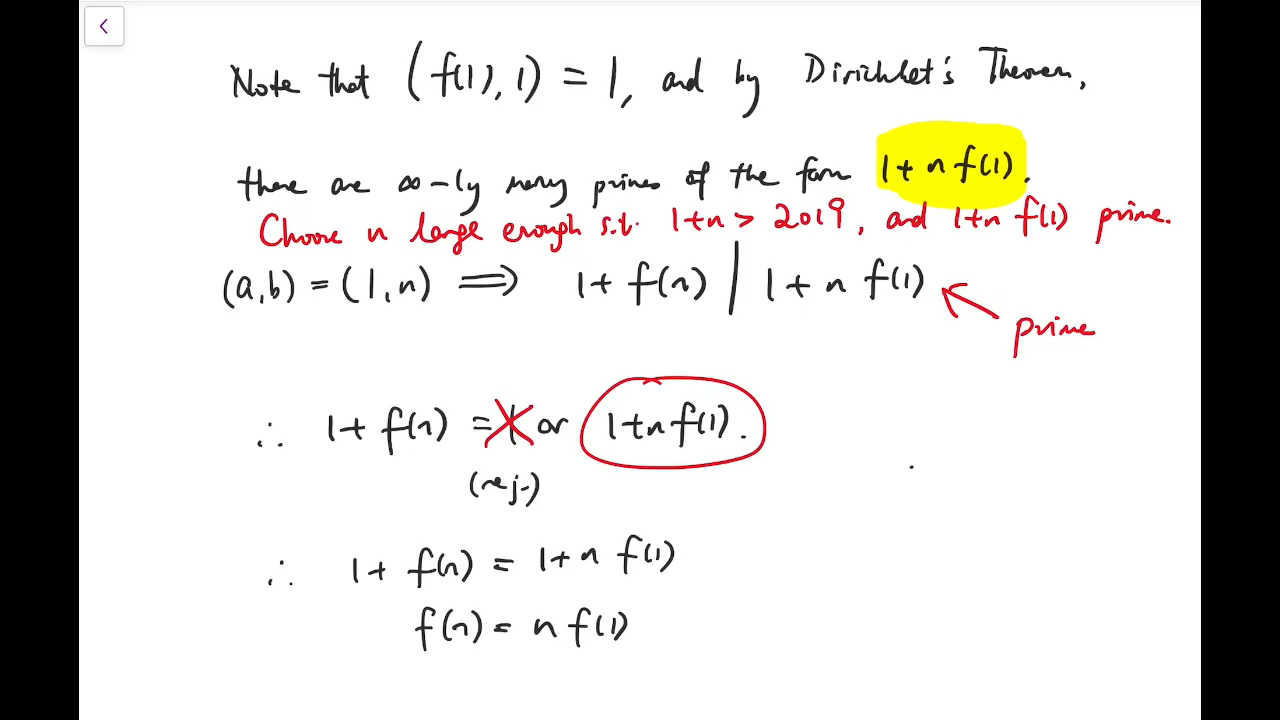 Note that (f(1), 1) = 1, and by Dirichlet's Theorem,
there are ∞-ly many primes of the form 1+ n f(1).
Choose n large enough s.t. 1+n > 2019, and 1+n f(1) prime.
(a,b) = (1,n) ⟹ 1+ f(n) | 1+ n f(1)
prime
∴ 1+ f(n) = 1 or 1+n f(1).
(rej.)
∴ 1+ f(n) = 1+ n f(1)
f(n) = n f(1)